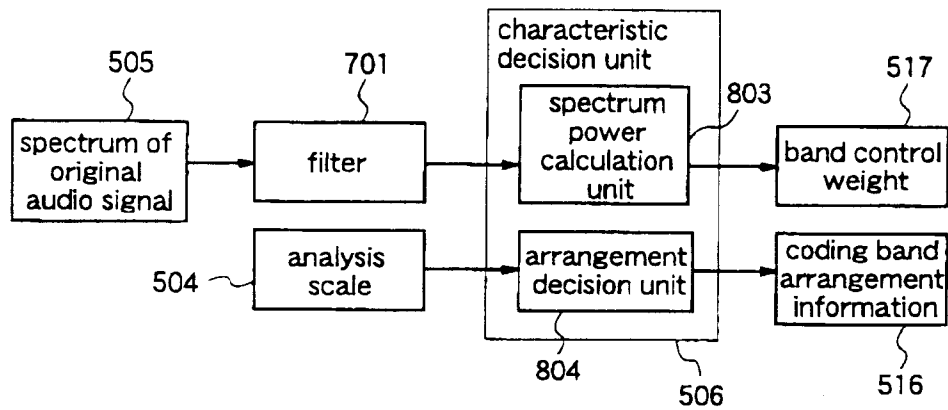 characteristic
decision unit
505
701
803
517
spectrum of
original
audio signal
filter
spectrum
power
calculation
unit
band control
weight
504
analysis
scale
arrangement
decision unit
coding band
arrangement
information
804
506
516